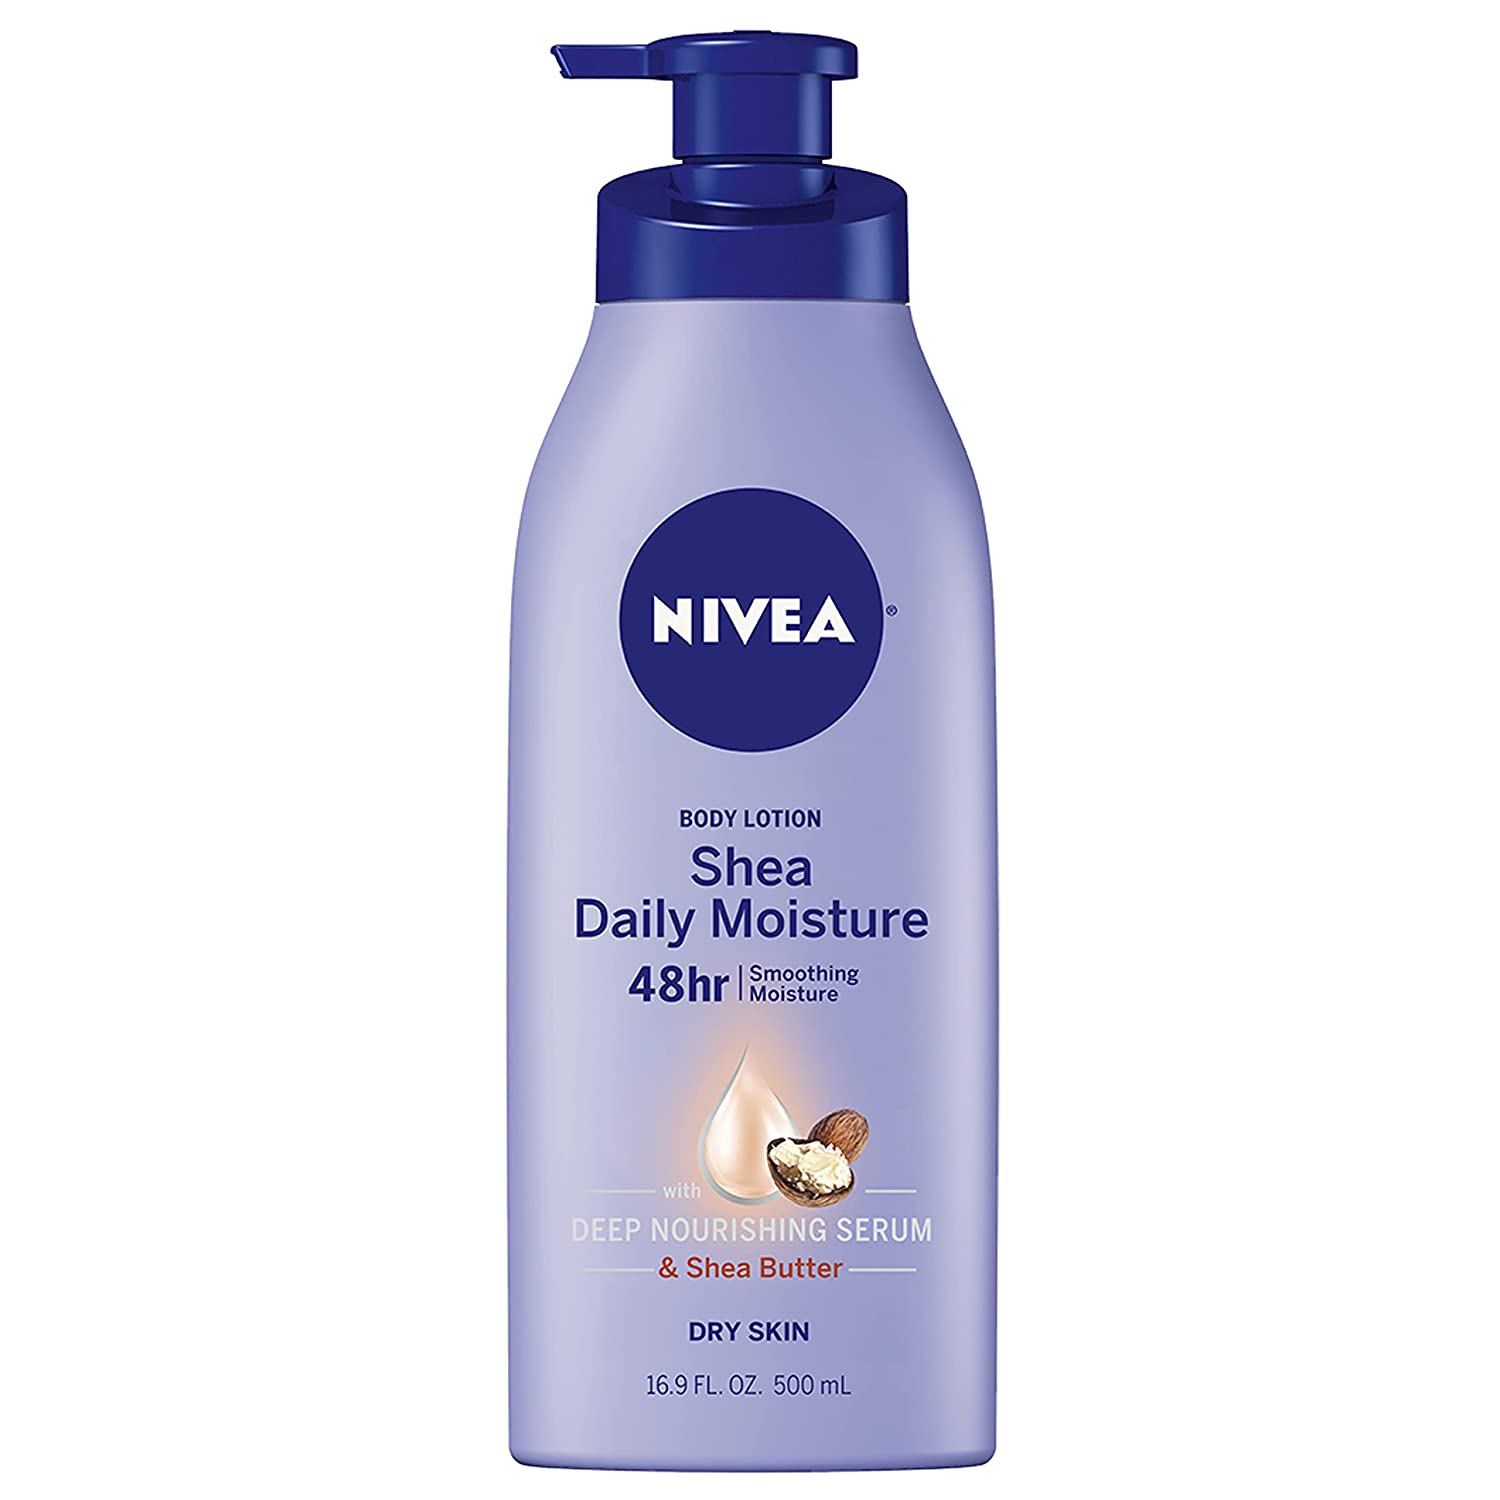 NIVEA®
BODY LOTION
Shea
Daily Moisture
48hr | Smoothing
Moisture
with
DEEP NOURISHING SERUM
& Shea Butter
DRY SKIN
16.9 FL. OZ. 500 mL